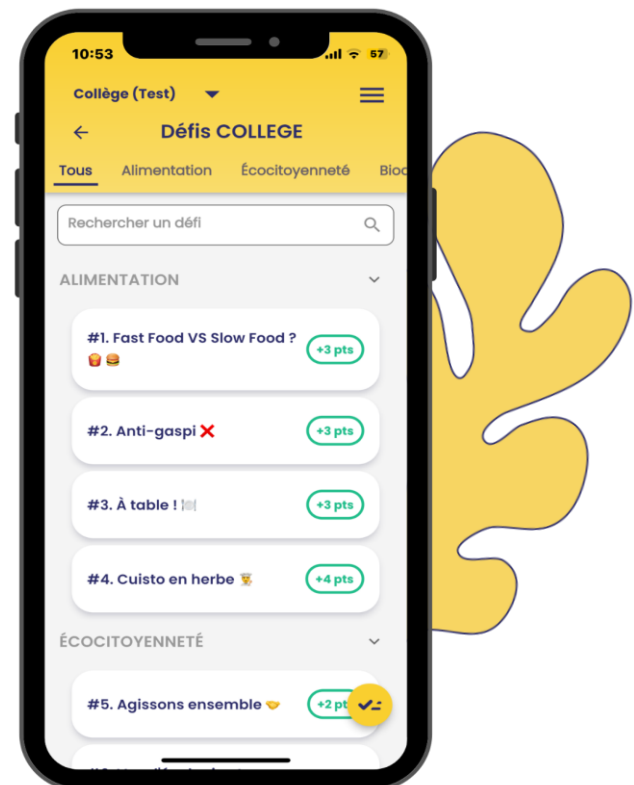 10:53
57
Collège (Test)
Défis COLLEGE
Tous Alimentation Écocitoyenneté
Rechercher un défi
ALIMENTATION
#1. Fast Food VS Slow Food ?
🍟 🍔
+3 pts
#2. Anti-gaspi ❌ +3 pts
#3. À table ! 🍽️ +3 pts
#4. Cuisto en herbe 👨‍🍳 +4 pts
ÉCOCITOYENNETÉ
#5. Agissons ensemble 🤝 +2 pt